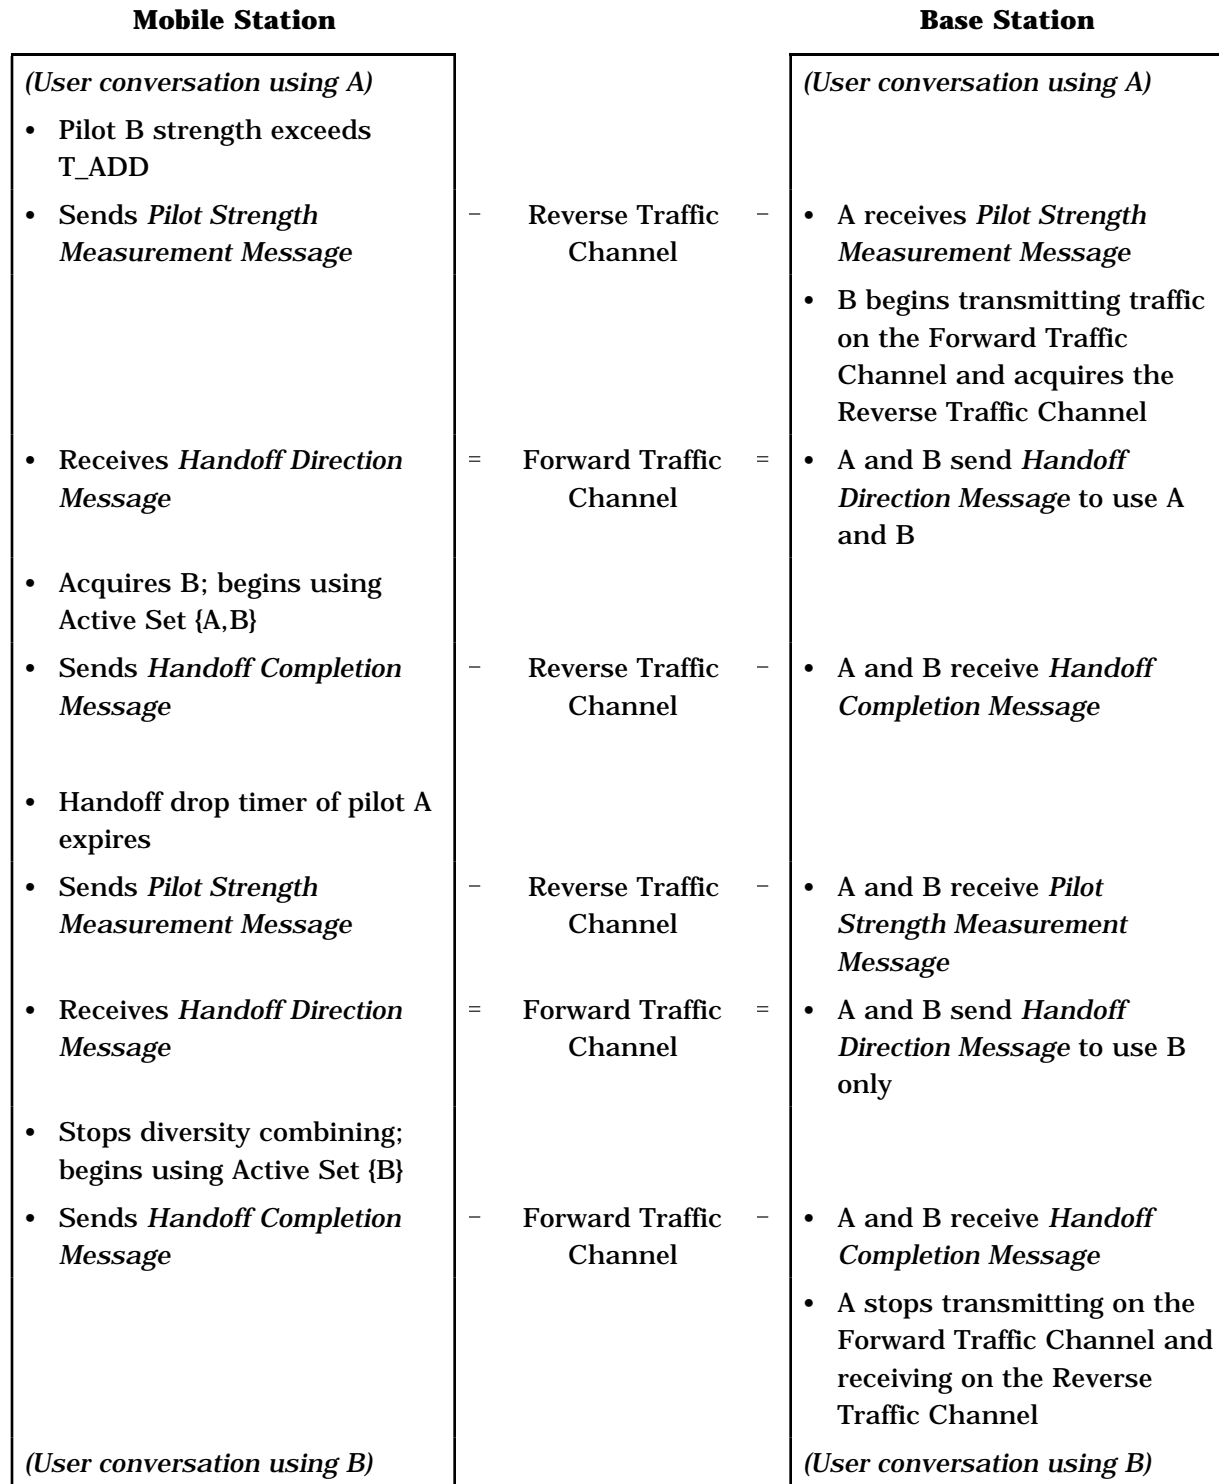 Mobile Station Base Station
(User conversation using A) (User conversation using A)
• Pilot B strength exceeds
T_ADD
• Sends Pilot Strength – Reverse Traffic – • A receives Pilot Strength
Measurement Message Channel Measurement Message
• B begins transmitting traffic
on the Forward Traffic
Channel and acquires the
Reverse Traffic Channel
• Receives Handoff Direction = Forward Traffic = • A and B send Handoff
Message Channel Direction Message to use A
and B
• Acquires B; begins using
Active Set {A,B}
• Sends Handoff Completion – Reverse Traffic – • A and B receive Handoff
Message Channel Completion Message
• Handoff drop timer of pilot A
expires
• Sends Pilot Strength – Reverse Traffic – • A and B receive Pilot
Measurement Message Channel Strength Measurement
Message
• Receives Handoff Direction = Forward Traffic = • A and B send Handoff
Message Channel Direction Message to use B
only
• Stops diversity combining;
begins using Active Set {B}
• Sends Handoff Completion – Forward Traffic – • A and B receive Handoff
Message Channel Completion Message
• A stops transmitting on the
Forward Traffic Channel and
receiving on the Reverse
Traffic Channel
(User conversation using B) (User conversation using B)